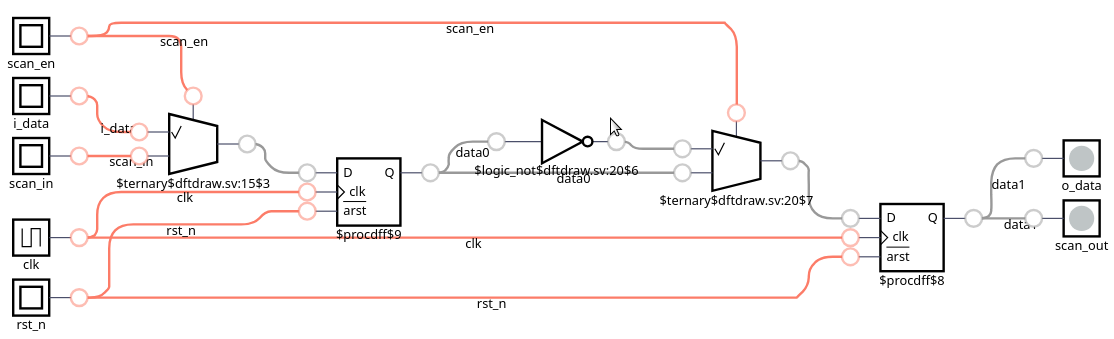 scan_en
scan_en
scan_en
i_data
i_data
scan_in
scan_in
$ternary$dftdraw.sv:15$3
D
Q
clk
arst
$procdff$9
data0
$logic_not$dftdraw.sv:20$6
data0
$ternary$dftdraw.sv:20$7
clk
clk
clk
rst_n
rst_n
rst_n
D
Q
clk
arst
$procdff$8
data1
data1
o_data
scan_out